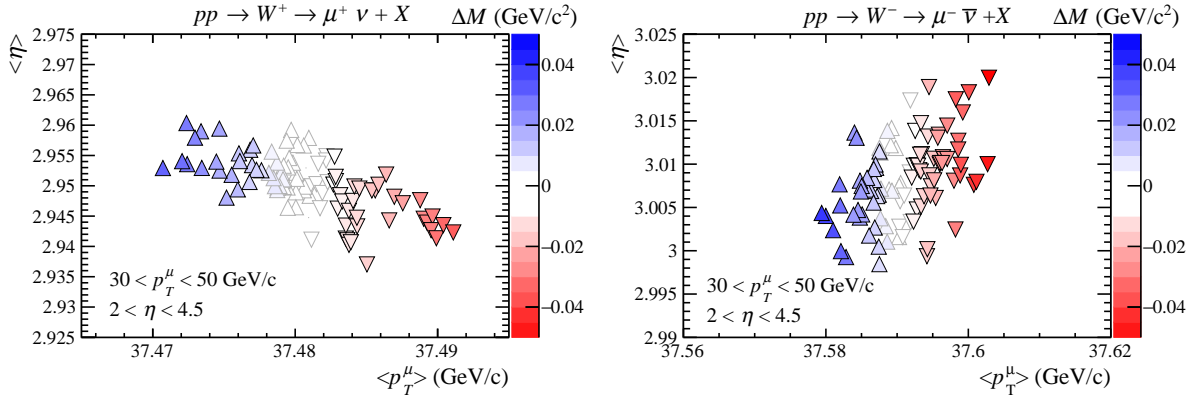 pp → W⁺ → μ⁺ ν + X ΔM (GeV/c²)
<η>
2.975
2.97
2.965
2.96
2.955
2.95
2.945
2.94
2.935
2.93
2.925
0.04
0.02
0
−0.02
−0.04
30 < p_T^μ < 50 GeV/c
2 < η < 4.5
37.47 37.48 37.49
<p_T^μ> (GeV/c)
pp → W⁻ → μ⁻ ν̅ +X ΔM (GeV/c²)
<η>
3.025
3.02
3.015
3.01
3.005
3
2.995
2.99
0.04
0.02
0
−0.02
−0.04
30 < p_T^μ < 50 GeV/c
2 < η < 4.5
37.56 37.58 37.6 37.62
<p_T^μ> (GeV/c)